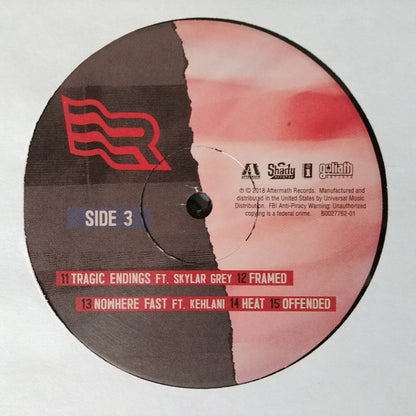 SIDE 3
Shady
RECORDS
goliath
℗ © 2018 Aftermath Records. Manufactured and
distributed in the United States by Universal Music
Distribution. FBI Anti-Piracy Warning: Unauthorized
copying is a federal crime. B0027762-01
11 TRAGIC ENDINGS FT. SKYLAR GREY 12 FRAMED
13 NOWHERE FAST FT. KEHLANI 14 HEAT 15 OFFENDED